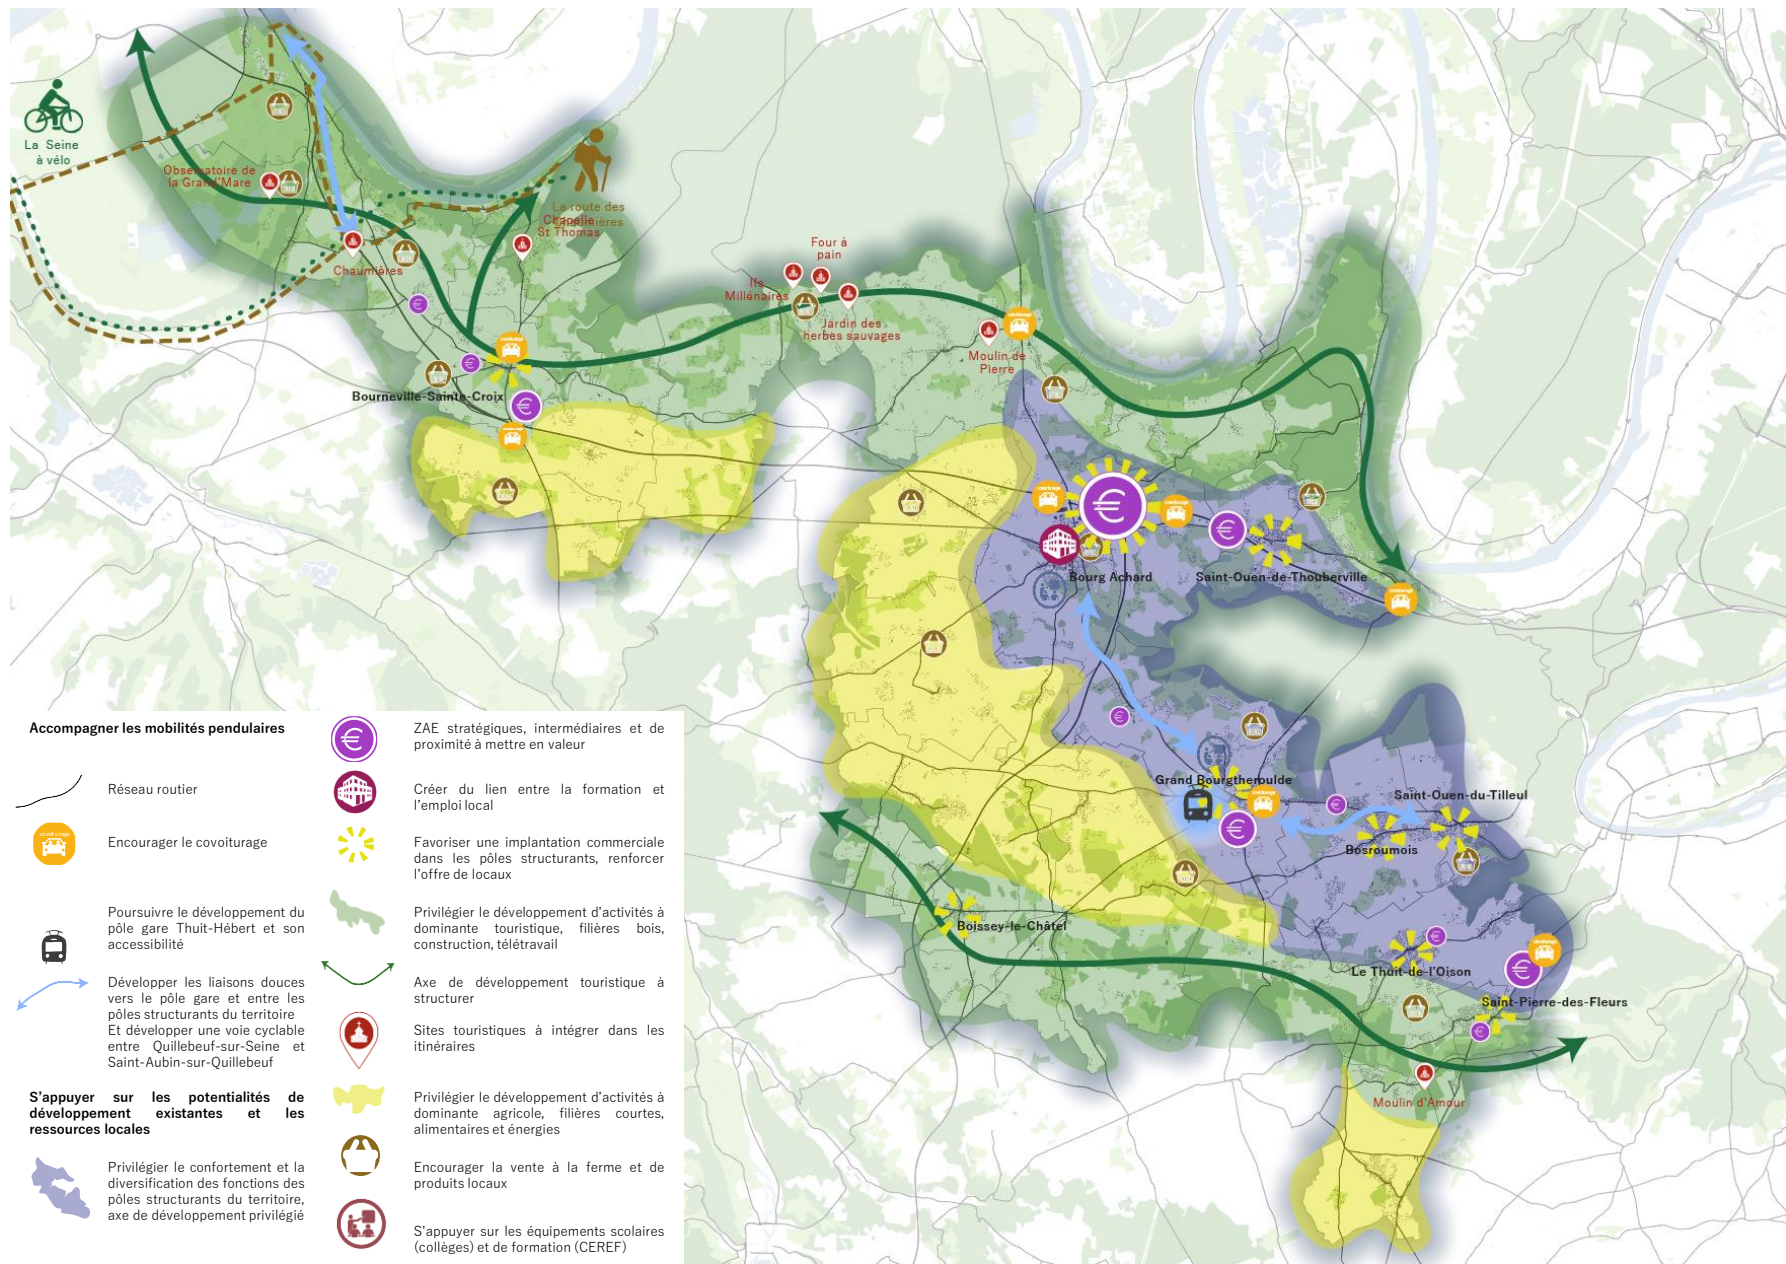 La Seine
à vélo
Observatoire de
la Grand'Mare
Chaumières
La route des
Chaumières
Chapelle
St Thomas
Four à
pain
Ifs
Millénaires
Jardin des
herbes sauvages
Moulin de
Pierre
Bourneville-Sainte-Croix
Bourg Achard
Saint-Ouen-de-Thouberville
Grand Bourgtheroulde
Saint-Ouen-du-Tilleul
Bosroumois
Boissey-le-Châtel
Le Thuit-de-l'Oison
Saint-Pierre-des-Fleurs
Moulin d'Amour
Accompagner les mobilités pendulaires
Réseau routier
covoiturage
Encourager le covoiturage
Poursuivre le développement du
pôle gare Thuit-Hébert et son
accessibilité
Développer les liaisons douces
vers le pôle gare et entre les
pôles structurants du territoire
Et développer une voie cyclable
entre Quillebeuf-sur-Seine et
Saint-Aubin-sur-Quillebeuf
S'appuyer sur les potentialités de
développement existantes et les
ressources locales
Privilégier le confortement et la
diversification des fonctions des
pôles structurants du territoire,
axe de développement privilégié
€
ZAE stratégiques, intermédiaires et de
proximité à mettre en valeur
Créer du lien entre la formation et
l'emploi local
Favoriser une implantation commerciale
dans les pôles structurants, renforcer
l'offre de locaux
Privilégier le développement d'activités à
dominante touristique, filières bois,
construction, télétravail
Axe de développement touristique à
structurer
Sites touristiques à intégrer dans les
itinéraires
Privilégier le développement d'activités à
dominante agricole, filières courtes,
alimentaires et énergies
Encourager la vente à la ferme et de
produits locaux
S'appuyer sur les équipements scolaires
(collèges) et de formation (CEREF)